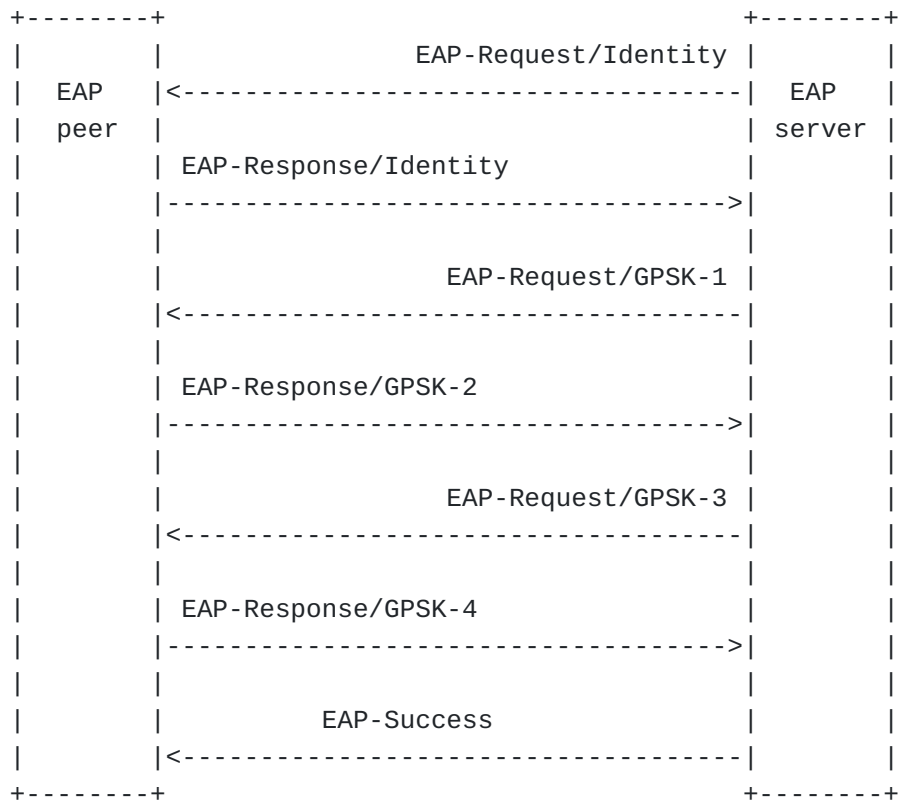 +--------+                                     +--------+
|        |                EAP-Request/Identity |        |
|  EAP   |<------------------------------------|  EAP   |
|  peer  |                                     | server |
|        | EAP-Response/Identity               |        |
|        |------------------------------------>|        |
|        |                                     |        |
|        |                  EAP-Request/GPSK-1 |        |
|        |<------------------------------------|        |
|        |                                     |        |
|        | EAP-Response/GPSK-2                 |        |
|        |------------------------------------>|        |
|        |                                     |        |
|        |                  EAP-Request/GPSK-3 |        |
|        |<------------------------------------|        |
|        |                                     |        |
|        | EAP-Response/GPSK-4                 |        |
|        |------------------------------------>|        |
|        |                                     |        |
|        |          EAP-Success                |        |
|        |<------------------------------------|        |
+--------+                                     +--------+